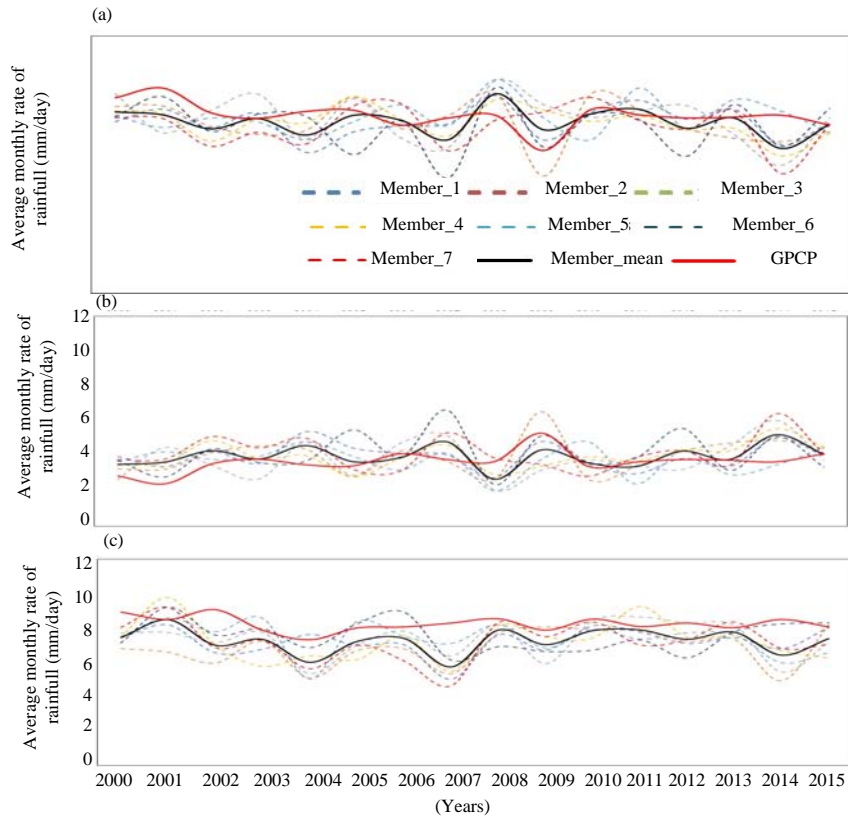 (a)
Average monthly rate of
rainfall (mm/day)
Member_1 Member_2 Member_3
Member_4 Member_5: Member_6
Member_7 Member_mean GPCP
(b)
Average monthly rate of
rainfall (mm/day)
12
10
8
6
4
2
0
(c)
Average monthly rate of
rainfall (mm/day)
12
10
8
6
4
2
0
2000 2001 2002 2003 2004 2005 2006 2007 2008 2009 2010 2011 2012 2013 2014 2015
(Years)